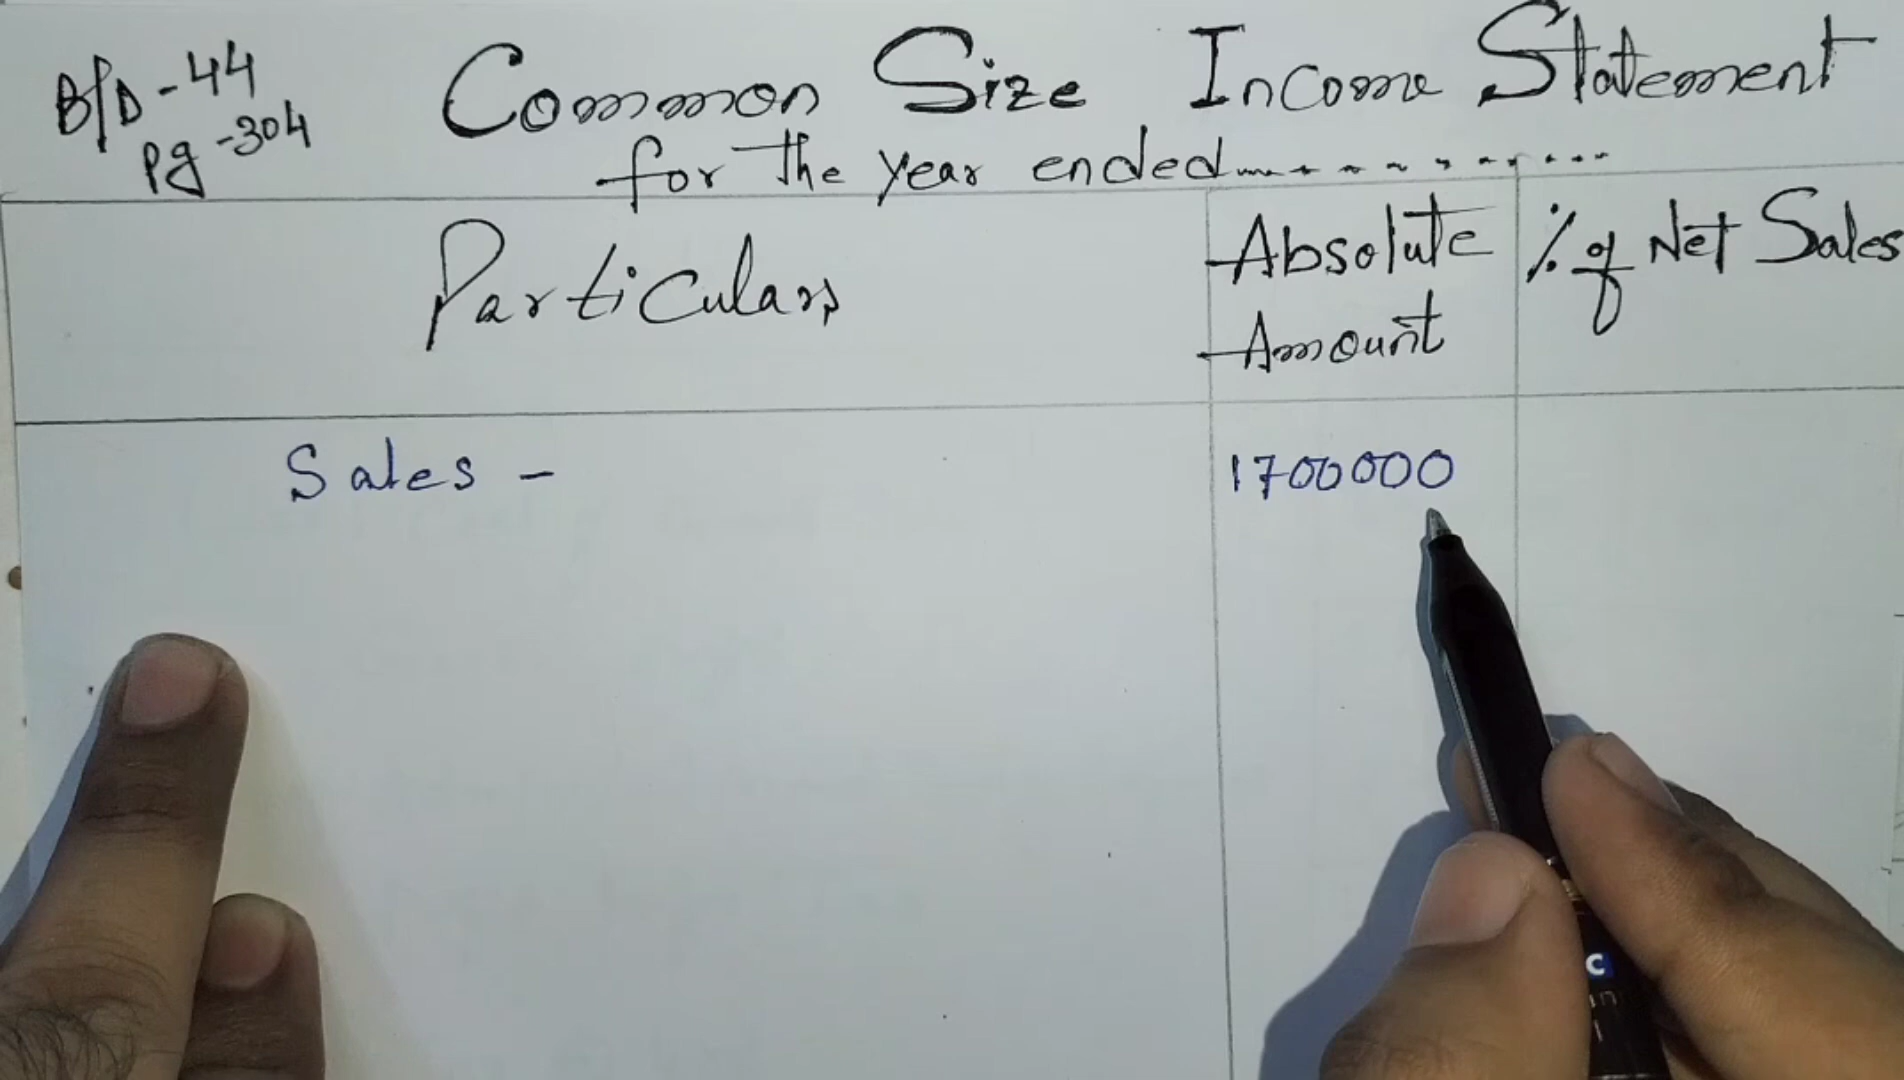 B/D-44
Pg-304
Common Size Income Statement
for the year ended...........
Particulars
Absolute Amount
% of Net Sales
Sales - 1700000